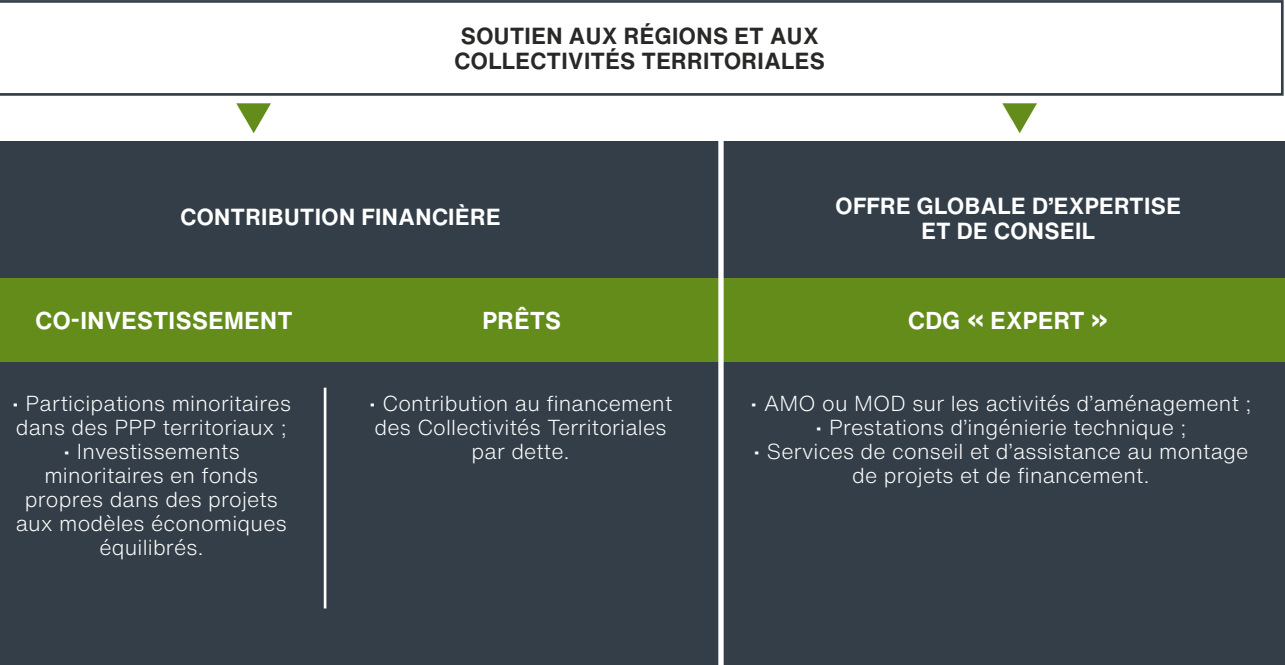 SOUTIEN AUX RÉGIONS ET AUX
COLLECTIVITÉS TERRITORIALES
CONTRIBUTION FINANCIÈRE
OFFRE GLOBALE D'EXPERTISE
ET DE CONSEIL
CO-INVESTISSEMENT
PRÊTS
CDG « EXPERT »
• Participations minoritaires
dans des PPP territoriaux ;
• Investissements
minoritaires en fonds
propres dans des projets
aux modèles économiques
équilibrés.
• Contribution au financement
des Collectivités Territoriales
par dette.
• AMO ou MOD sur les activités d'aménagement ;
• Prestations d'ingénierie technique ;
• Services de conseil et d'assistance au montage
de projets et de financement.